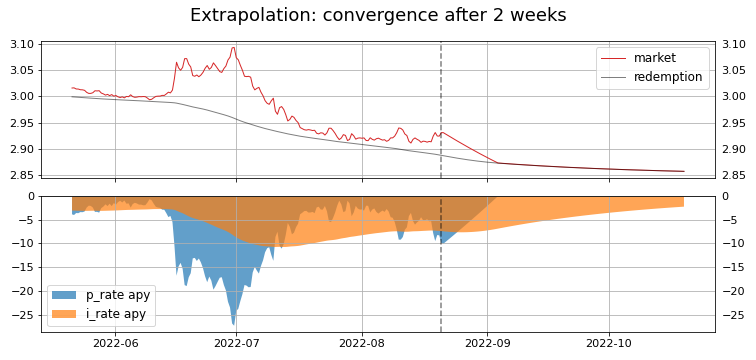 Extrapolation: convergence after 2 weeks
3.10 3.10
3.05 3.05
3.00 3.00
2.95 2.95
2.90 2.90
2.85 2.85
market
redemption
0 0
−5 −5
−10 −10
−15 −15
−20 −20
−25 −25
p_rate apy
i_rate apy
2022-06 2022-07 2022-08 2022-09 2022-10